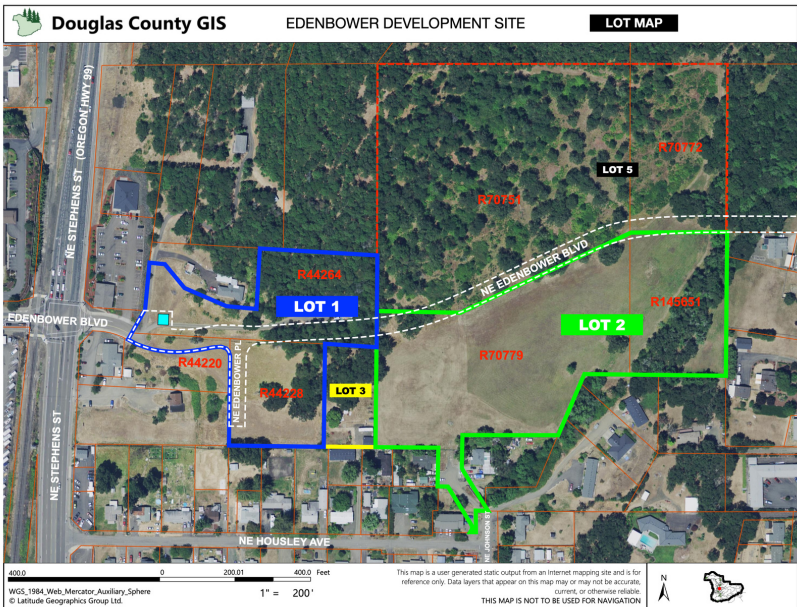 Douglas County GIS
EDENBOWER DEVELOPMENT SITE
LOT MAP
NE STEPHENS ST (OREGON HWY 99)
R70772
LOT 5
R70731
NE EDENBOWER BLVD
R44264
LOT 1
EDENBOWER BLVD
LOT 2
R70779
R44220
NE EDENBOWER PL
R44228
LOT 3
NE STEPHENS ST
NE HOUSLEY AVE
NE JOHNSON ST
400.0
0
200.01
400.0 Feet
WGS_1984_Web_Mercator_Auxiliary_Sphere
© Latitude Geographics Group Ltd.
1" = 200'
This map is a user generated static output from an Internet mapping site and is for
reference only. Data layers that appear on this map may or may not be accurate,
current, or otherwise reliable.
THIS MAP IS NOT TO BE USED FOR NAVIGATION
N